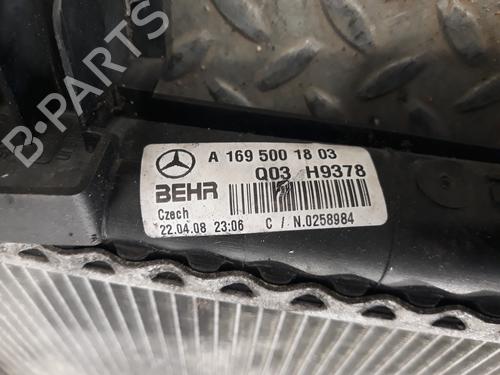 B-PARTS
A 169 500 18 03
Q03 H9378
BEHR
Czech
22.04.08 23:06 C / N.0258984